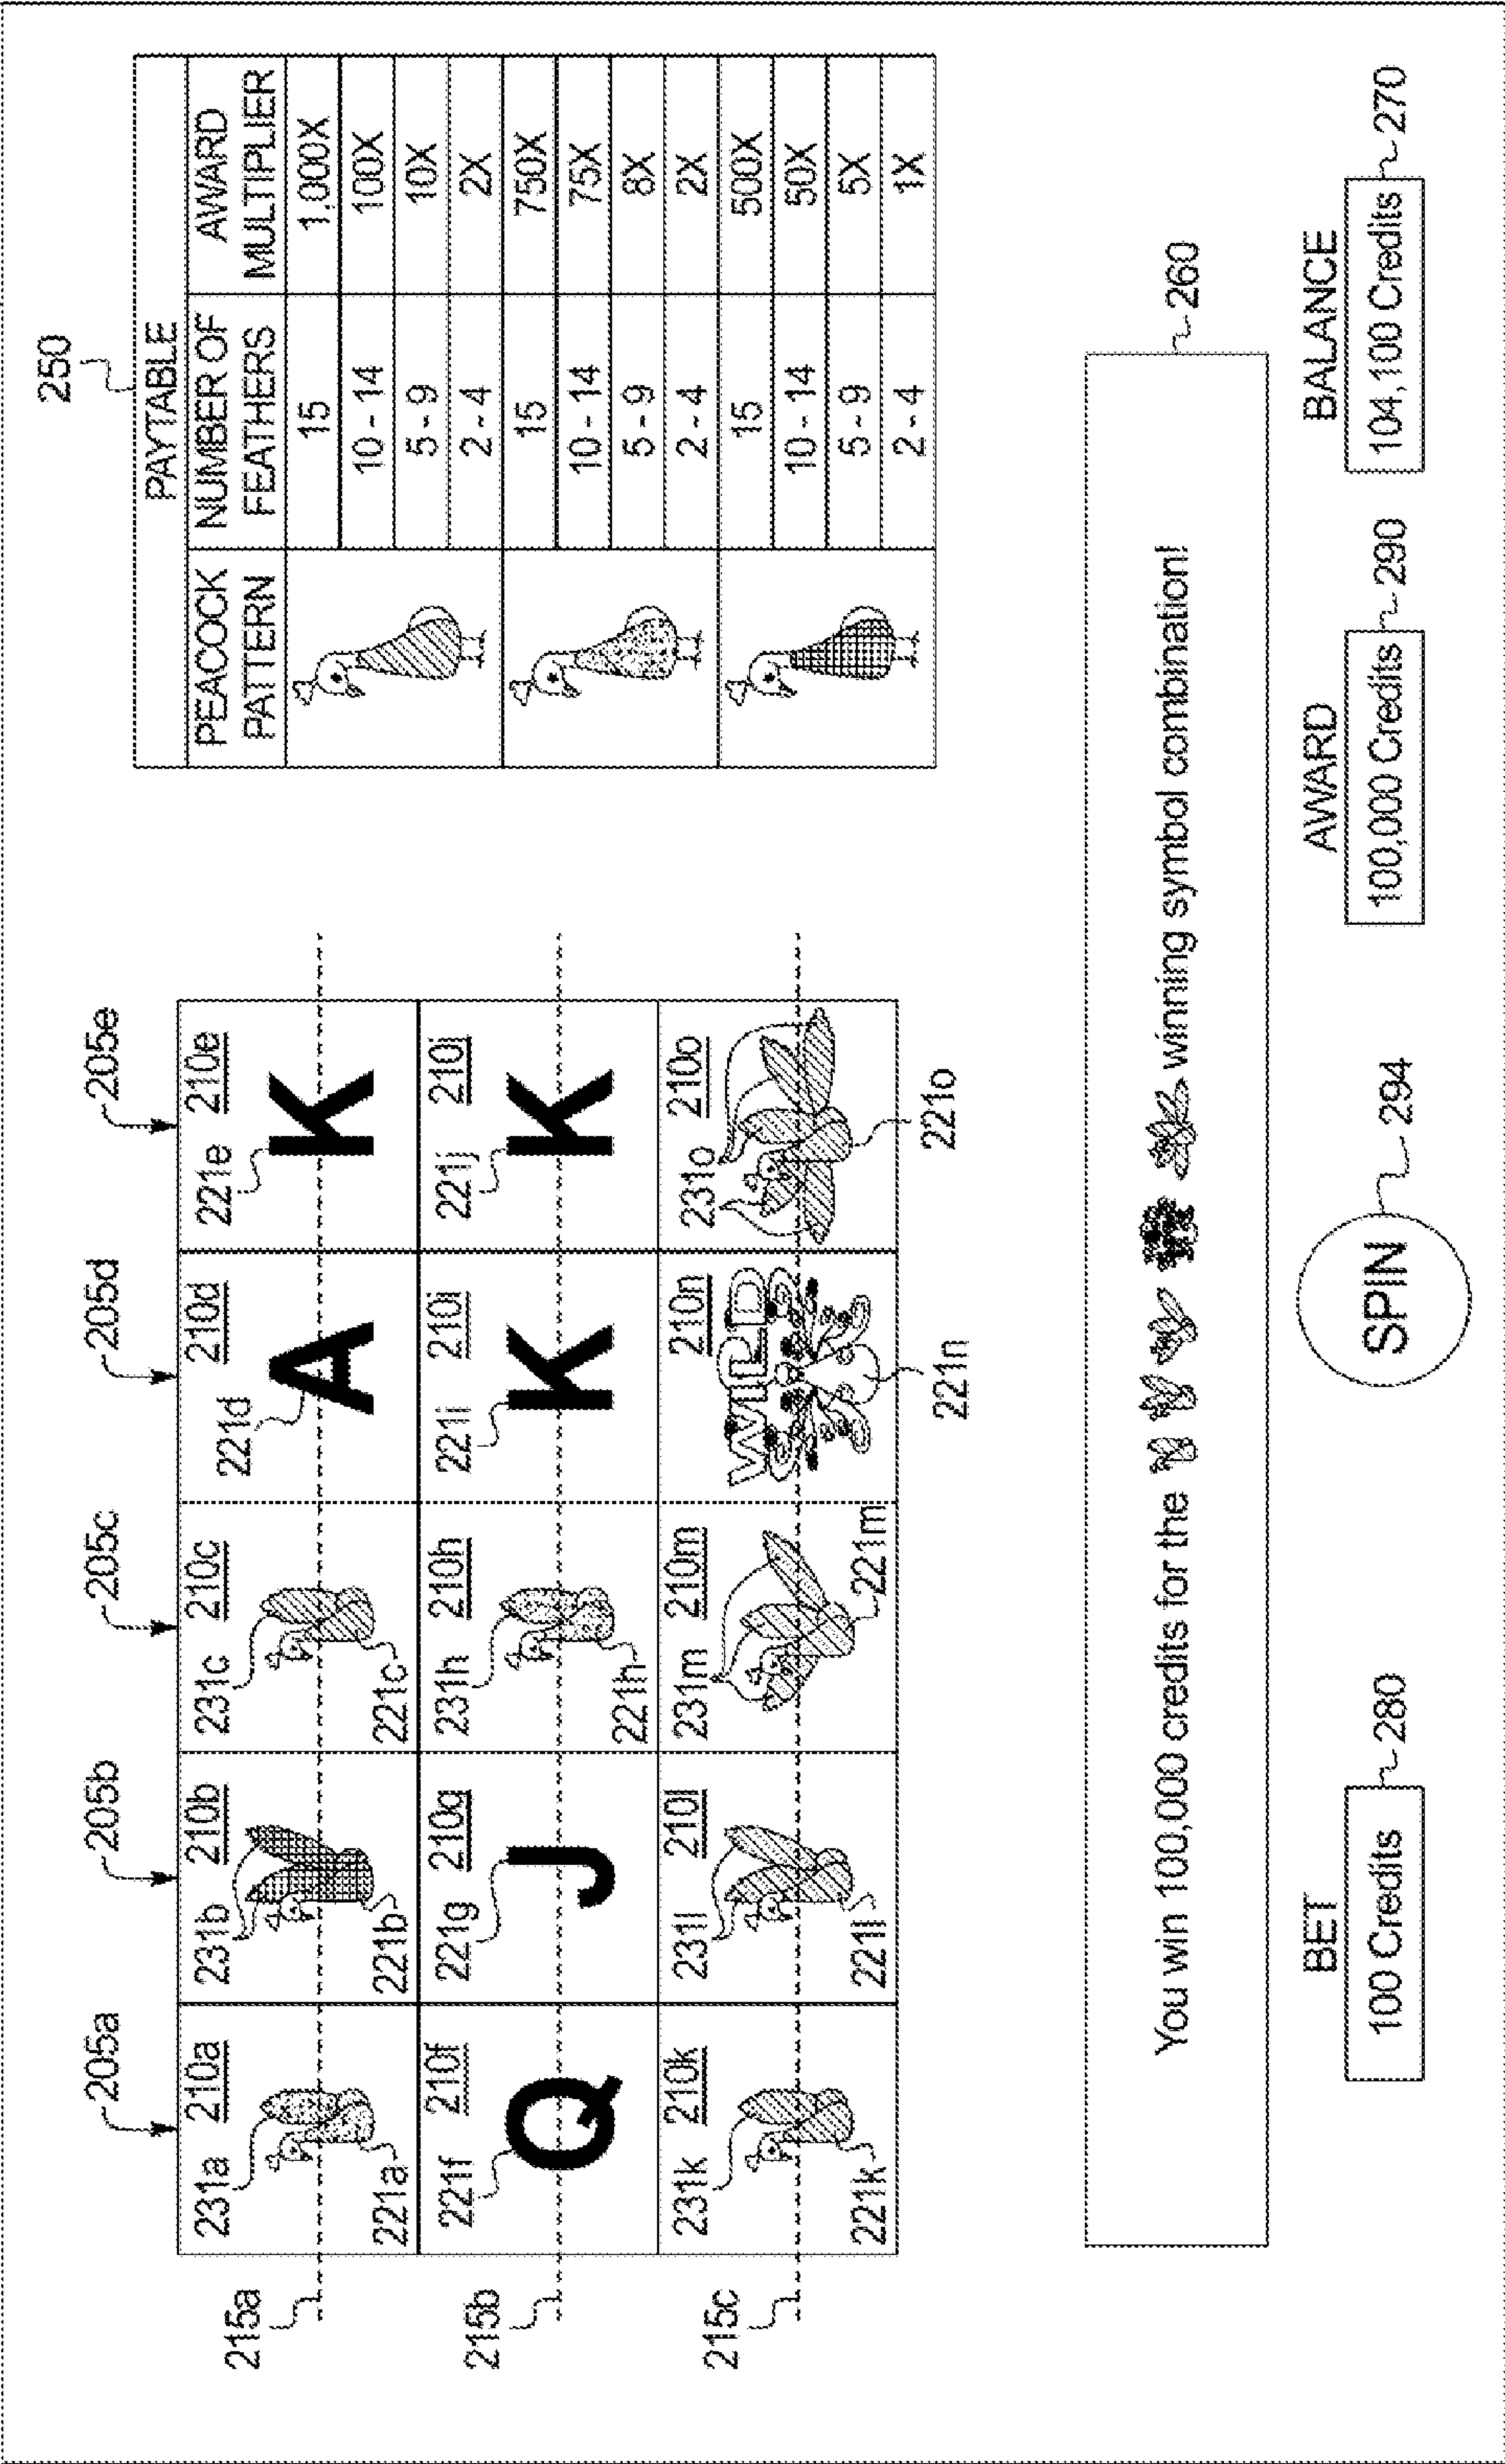 205a 205b 205c 205d 205e
215a
231a 210a 231b 210b 231c 210c 221d 210d 221e 210e
A K
221a 221b 221c
215b
221f 210f 221g 210g 231h 210h 221i 210i 221j 210j
Q J K K
221h
215c
231k 210k 231l 210l 231m 210m 210n 231o 210o
WILD
221k 221l 221m
221n 221o
250
PAYTABLE
PEACOCK PATTERN NUMBER OF FEATHERS AWARD MULTIPLIER
15 1,000X
10 - 14 100X
5 - 9 10X
2 - 4 2X
15 750X
10 - 14 75X
5 - 9 8X
2 - 4 2X
15 500X
10 - 14 50X
5 - 9 5X
2 - 4 1X
You win 100,000 credits for the winning symbol combination! 260
BET SPIN 294 AWARD BALANCE
100 Credits 280 100,000 Credits 290 104,100 Credits 270